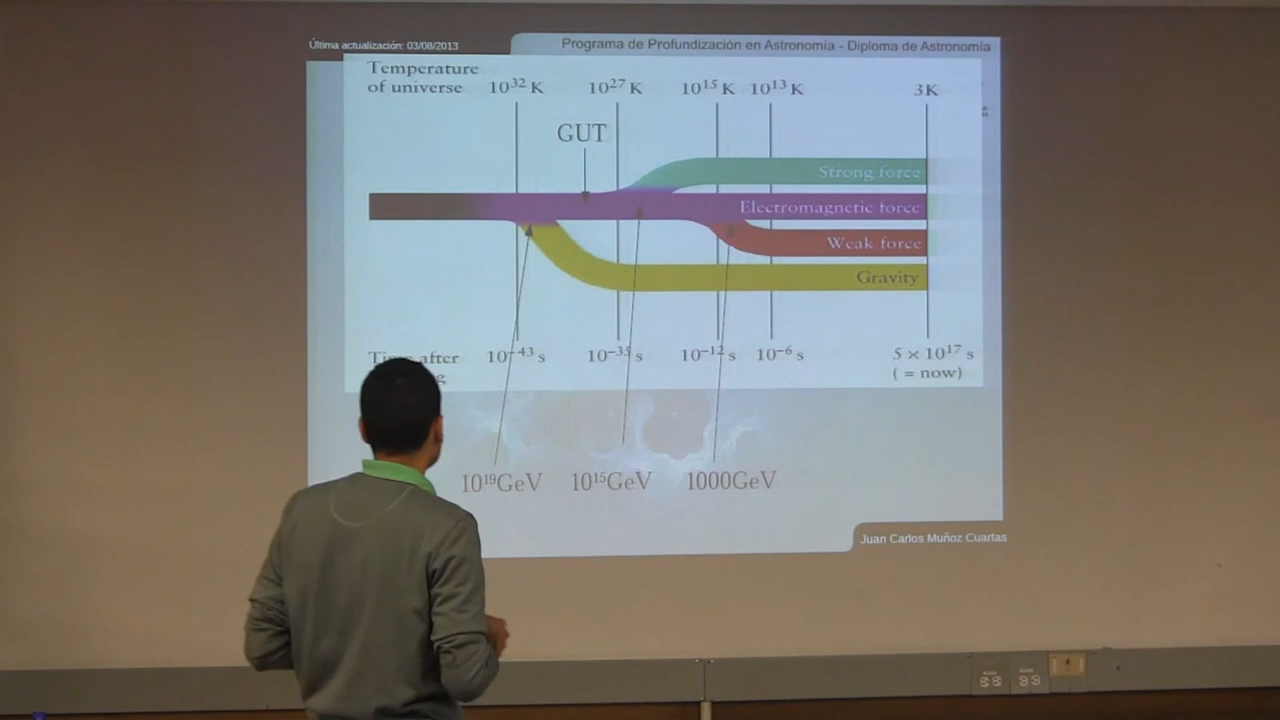 Última actualización: 03/08/2013
Programa de Profundización en Astronomía - Diploma de Astronomía
Temperature
of universe
10³² K
10²⁷ K
10¹⁵ K
10¹³ K
3K
GUT
Strong force
Electromagnetic force
Weak force
Gravity
after
10⁻⁴³ s
10⁻³⁵ s
10⁻¹² s
10⁻⁶ s
5 × 10¹⁷ s
( = now)
10¹⁹GeV
10¹⁵GeV
1000GeV
Juan Carlos Muñoz Cuartas